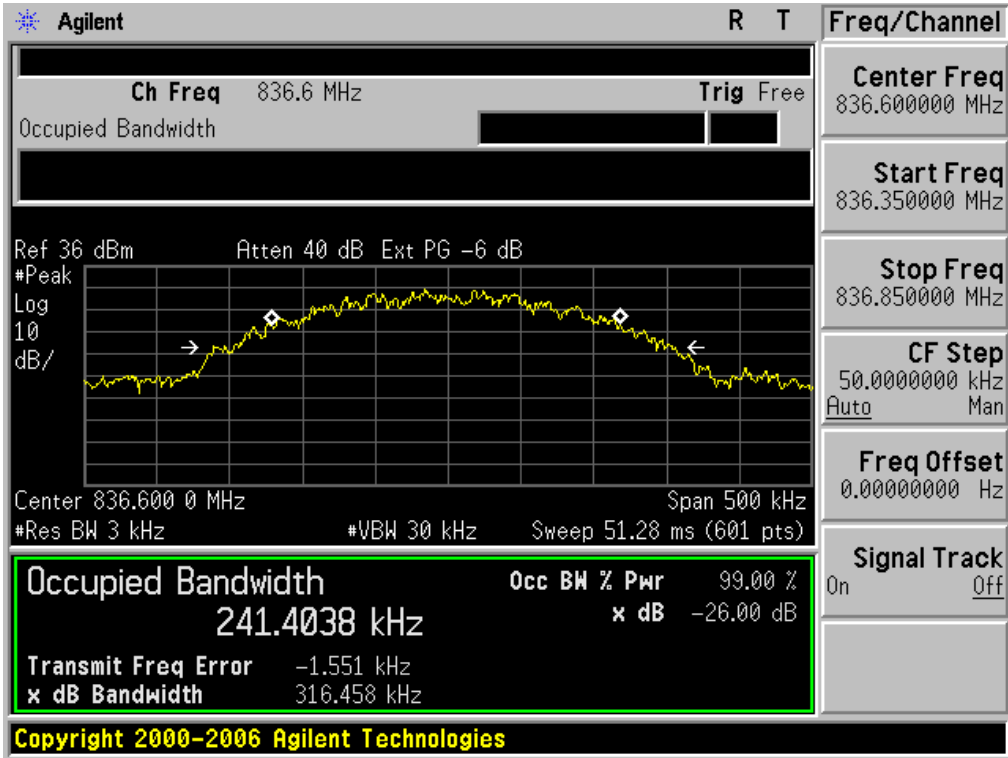 Agilent R T
Ch Freq 836.6 MHz Trig Free
Occupied Bandwidth
Ref 36 dBm Atten 40 dB Ext PG -6 dB
#Peak
Log
10
dB/
Center 836.600 0 MHz Span 500 kHz
#Res BW 3 kHz #VBW 30 kHz Sweep 51.28 ms (601 pts)
Occupied Bandwidth Occ BW % Pwr 99.00 %
241.4038 kHz x dB -26.00 dB
Transmit Freq Error -1.551 kHz
x dB Bandwidth 316.458 kHz
Copyright 2000-2006 Agilent Technologies
Freq/Channel
Center Freq
836.600000 MHz
Start Freq
836.350000 MHz
Stop Freq
836.850000 MHz
CF Step
50.0000000 kHz
Auto Man
Freq Offset
0.00000000 Hz
Signal Track
On Off